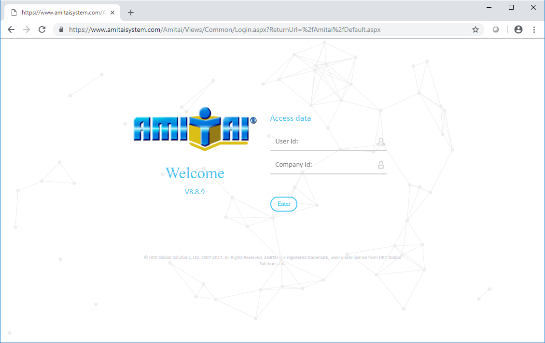 https://www.amitaisystem.com/A
https://www.amitaisystem.com/Amitai/Views/Common/Login.aspx?ReturnUrl=%2fAmitai%2fDefault.aspx
AMITAI®
Access data
User Id:
Company Id:
Welcome
V8.8.9
Enter